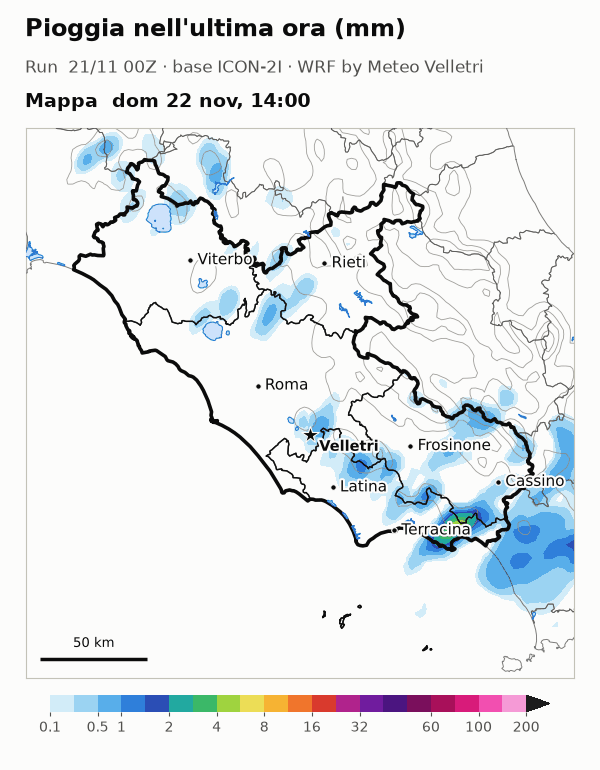 Pioggia nell'ultima ora (mm)
Run  21/11 00Z · base ICON-2I · WRF by Meteo Velletri
Mappa  dom 22 nov, 14:00
Viterbo
Rieti
Roma
Velletri
Frosinone
Latina
Cassino
Terracina
50 km
0.1 0.5 1 2 4 8 16 32 60 100 200